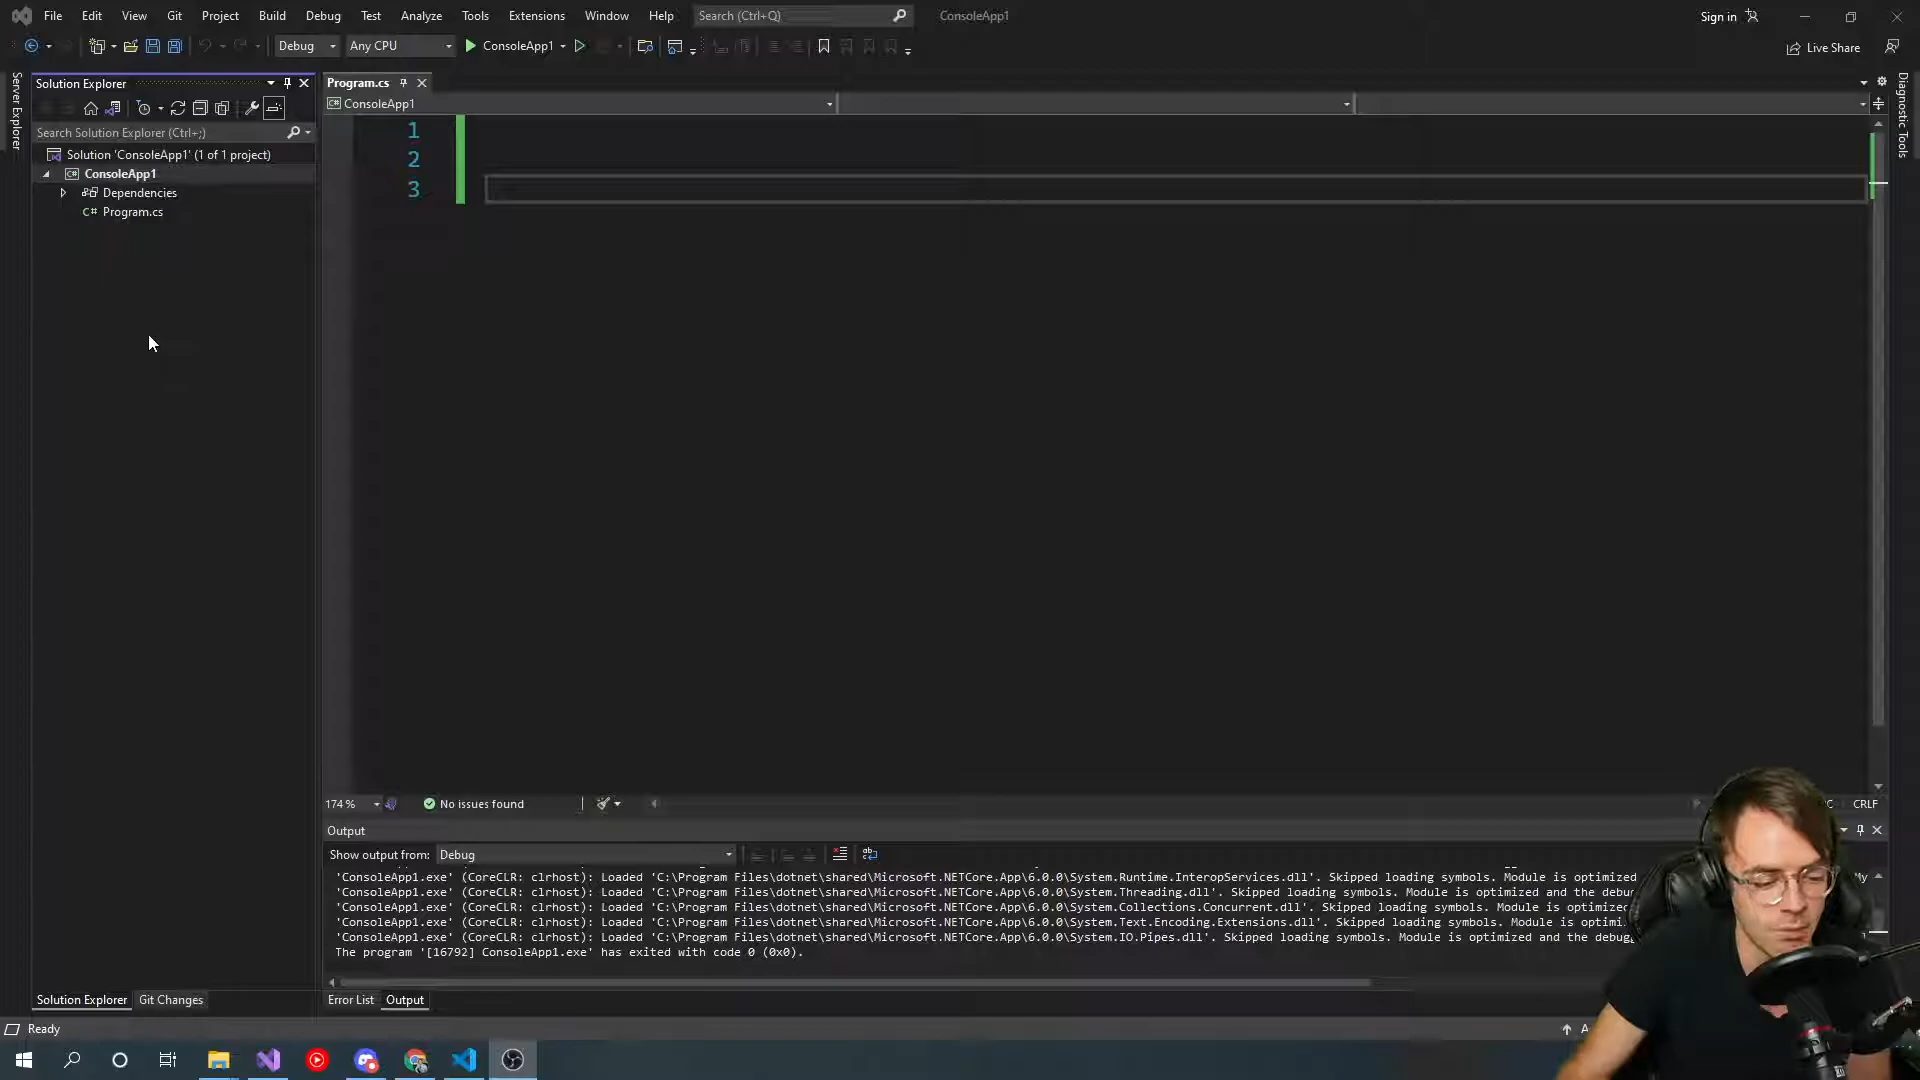 File Edit View Git Project Build Debug Test Analyze Tools Extensions Window Help Search (Ctrl+Q) ConsoleApp1 Sign in
Debug Any CPU ConsoleApp1 Live Share
Server Explorer
Solution Explorer
Search Solution Explorer (Ctrl+;)
Solution 'ConsoleApp1' (1 of 1 project)
ConsoleApp1
Dependencies
C# Program.cs
Program.cs
C# ConsoleApp1
1
2
3
Diagnostic Tools
174 % No issues found CRLF
Output
Show output from: Debug
'ConsoleApp1.exe' (CoreCLR: clrhost): Loaded 'C:\Program Files\dotnet\shared\Microsoft.NETCore.App\6.0.0\System.Runtime.InteropServices.dll'. Skipped loading symbols. Module is optimized My
'ConsoleApp1.exe' (CoreCLR: clrhost): Loaded 'C:\Program Files\dotnet\shared\Microsoft.NETCore.App\6.0.0\System.Threading.dll'. Skipped loading symbols. Module is optimized and the debu
'ConsoleApp1.exe' (CoreCLR: clrhost): Loaded 'C:\Program Files\dotnet\shared\Microsoft.NETCore.App\6.0.0\System.Collections.Concurrent.dll'. Skipped loading symbols. Module is optimize
'ConsoleApp1.exe' (CoreCLR: clrhost): Loaded 'C:\Program Files\dotnet\shared\Microsoft.NETCore.App\6.0.0\System.Text.Encoding.Extensions.dll'. Skipped loading symbols. Module is optimi
'ConsoleApp1.exe' (CoreCLR: clrhost): Loaded 'C:\Program Files\dotnet\shared\Microsoft.NETCore.App\6.0.0\System.IO.Pipes.dll'. Skipped loading symbols. Module is optimized and the debug
The program '[16792] ConsoleApp1.exe' has exited with code 0 (0x0).
Solution Explorer Git Changes Error List Output
Ready